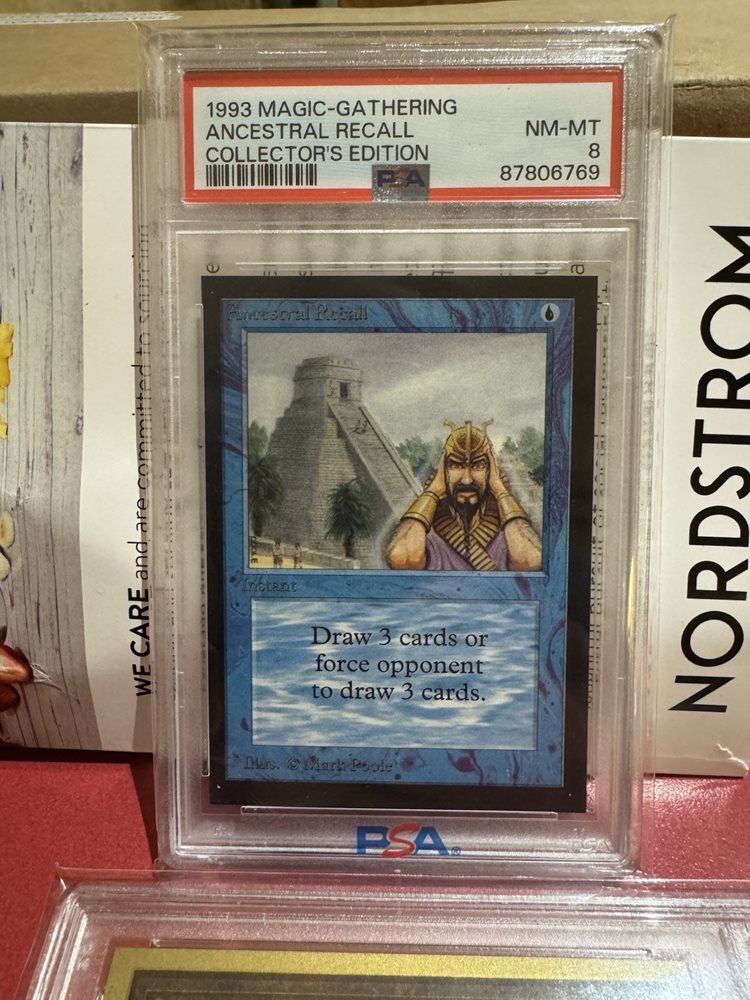 1993 MAGIC-GATHERING
ANCESTRAL RECALL
COLLECTOR'S EDITION
NM-MT
8
87806769
PSA
Ancestral Recall
Instant
Draw 3 cards or
force opponent
to draw 3 cards.
Illus. © Mark Poole
PSA
WE CARE and are committed to sourcing
NORDSTROM